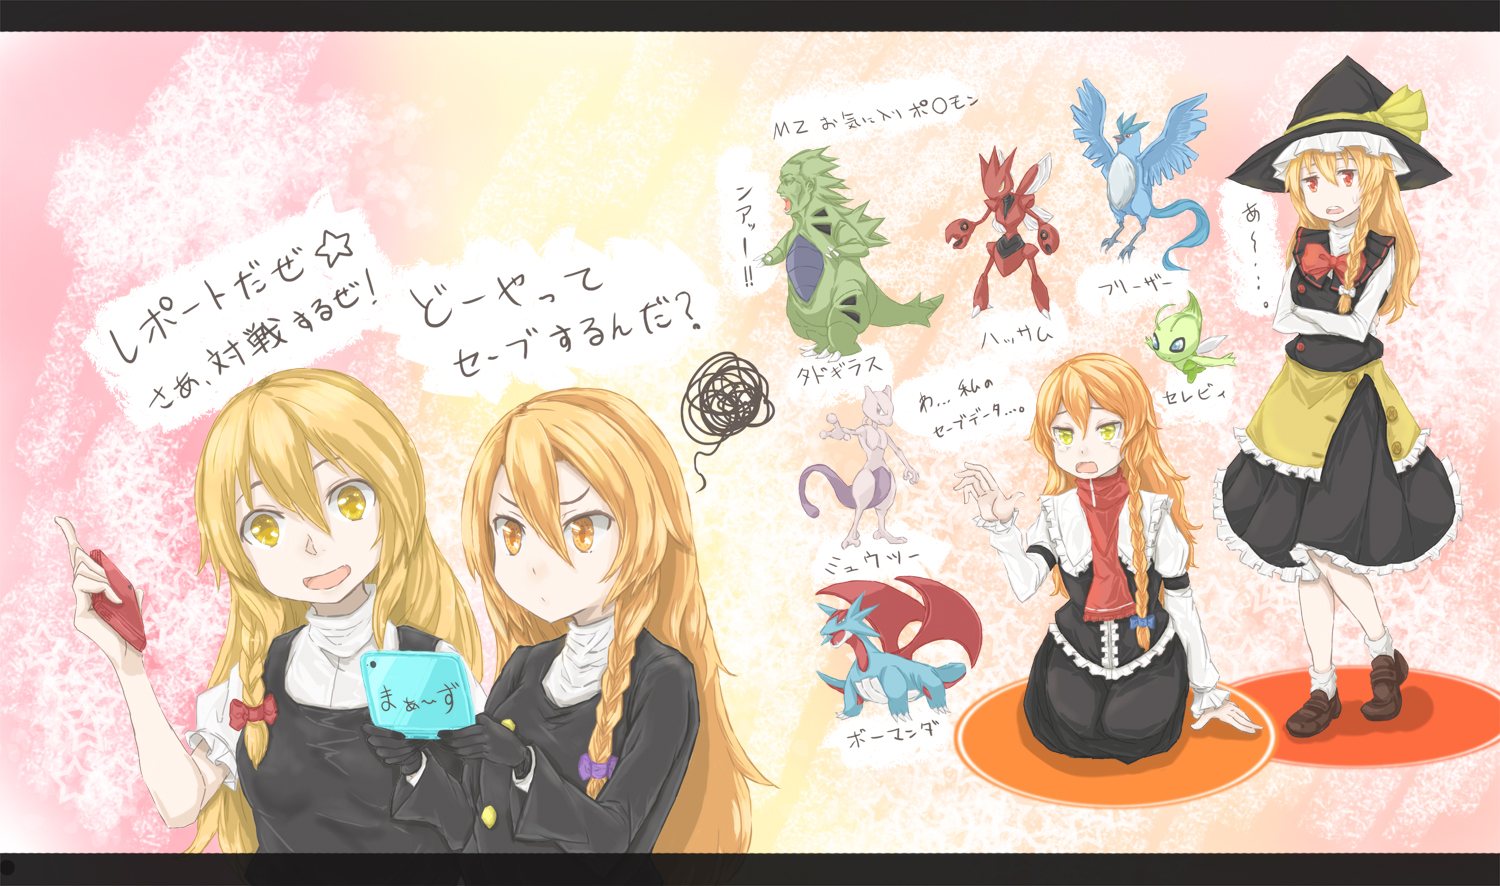 レポートだぜ☆
さあ、対戦するぜ!
どーやって
セーブするんだ?
まぁ~ず
MZ お気に入りポ○モン
ンアッー!!
タドギラス
ハッサム
フリーザー
セレビィ
ミュウツー
ボーマンダ
わ...私の
セーブデータ...。
あ~...。